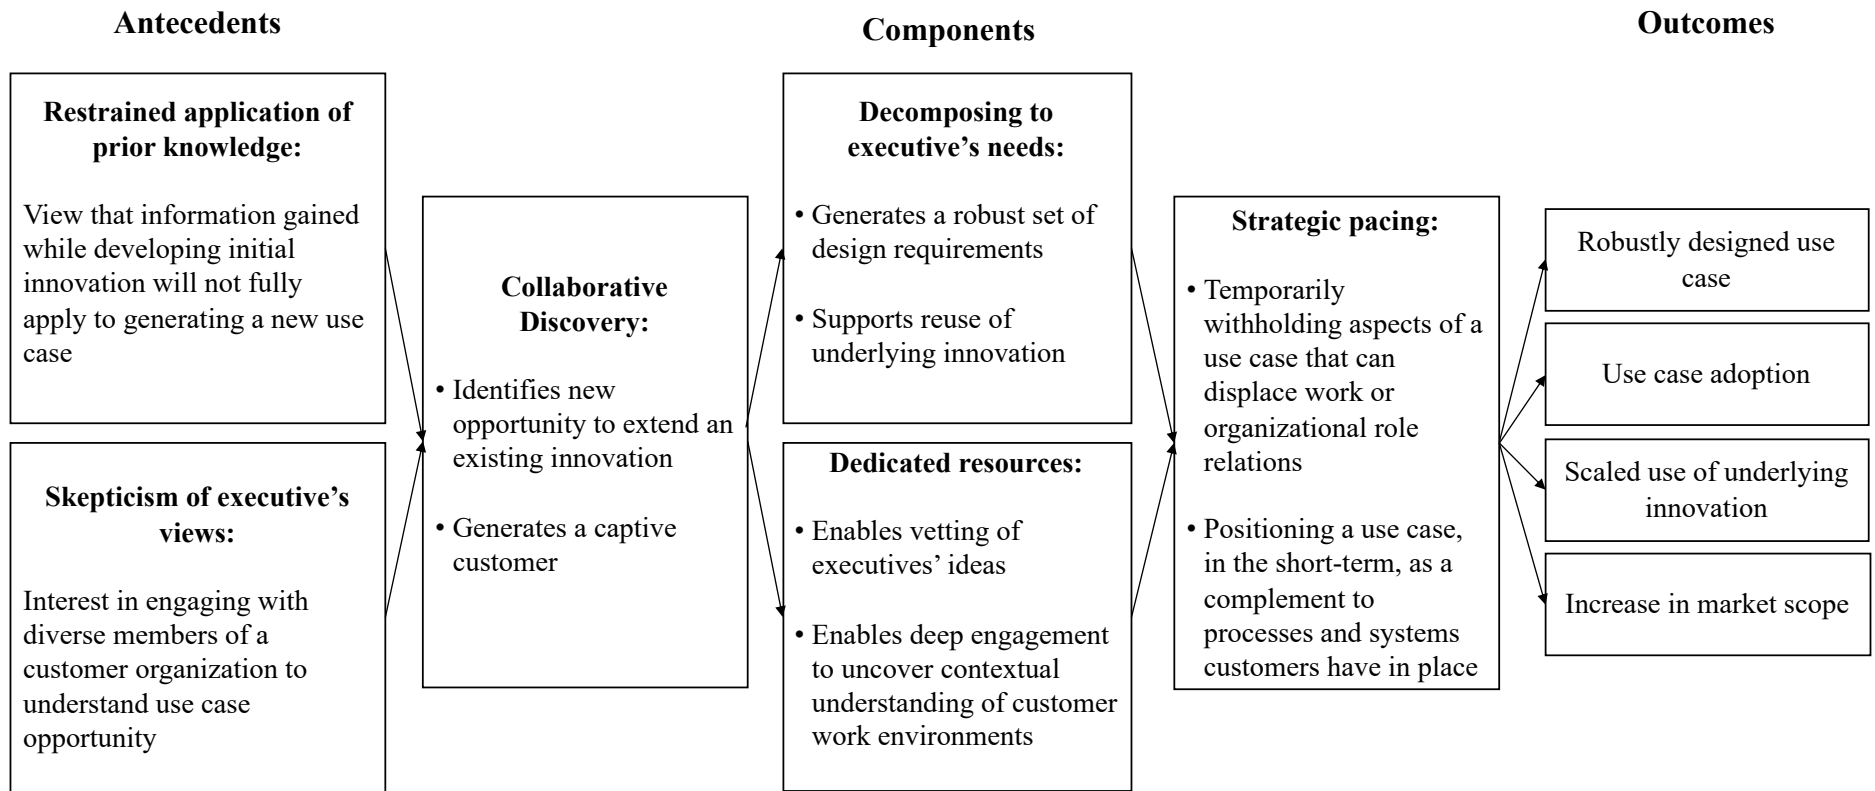 Antecedents
Components
Outcomes
Restrained application of
prior knowledge:
View that information gained
while developing initial
innovation will not fully
apply to generating a new use
case
Skepticism of executive’s
views:
Interest in engaging with
diverse members of a
customer organization to
understand use case
opportunity
Collaborative
Discovery:
• Identifies new
opportunity to extend an
existing innovation
• Generates a captive
customer
Decomposing to
executive’s needs:
• Generates a robust set of
design requirements
• Supports reuse of
underlying innovation
Dedicated resources:
• Enables vetting of
executives’ ideas
• Enables deep engagement
to uncover contextual
understanding of customer
work environments
Strategic pacing:
• Temporarily
withholding aspects of a
use case that can
displace work or
organizational role
relations
• Positioning a use case,
in the short-term, as a
complement to
processes and systems
customers have in place
Robustly designed use
case
Use case adoption
Scaled use of underlying
innovation
Increase in market scope